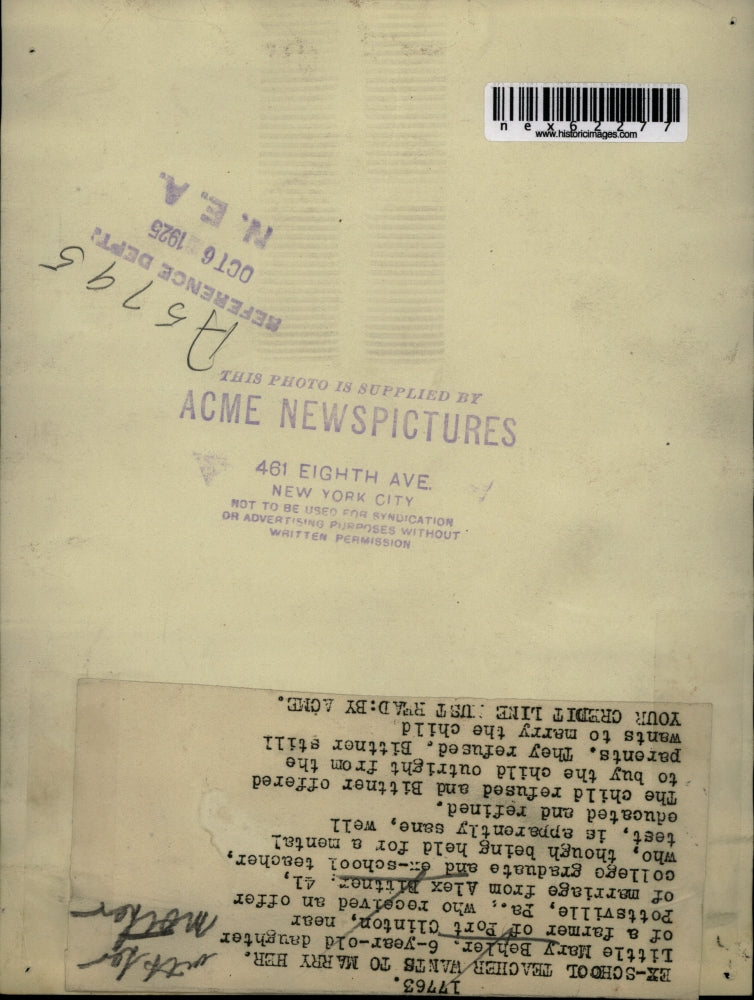 nex62277
www.historicimages.com
N. E. A.
OCT 6 1925
REFERENCE DEPT.
A5795
THIS PHOTO IS SUPPLIED BY
ACME NEWSPICTURES
461 EIGHTH AVE.
NEW YORK CITY
NOT TO BE USED FOR SYNDICATION
OR ADVERTISING PURPOSES WITHOUT
WRITTEN PERMISSION
17763.
EX-SCHOOL TEACHER WANTS TO MARRY HER.
Little Mary Behler, 6-year-old daughter
of a farmer of Port Clinton, near
Pottsville, Pa., who received an offer
of marriage from Alex Bittner, 41,
college graduate and ex-school teacher,
who, though being held for a mental
test, is apparently sane, well
educated and refined.
The child refused and Bittner offered
to buy the child outright from the
parents. They refused. Bittner still
wants to marry the child
YOUR CREDIT LINE MUST READ:BY ACME.
with her
mother